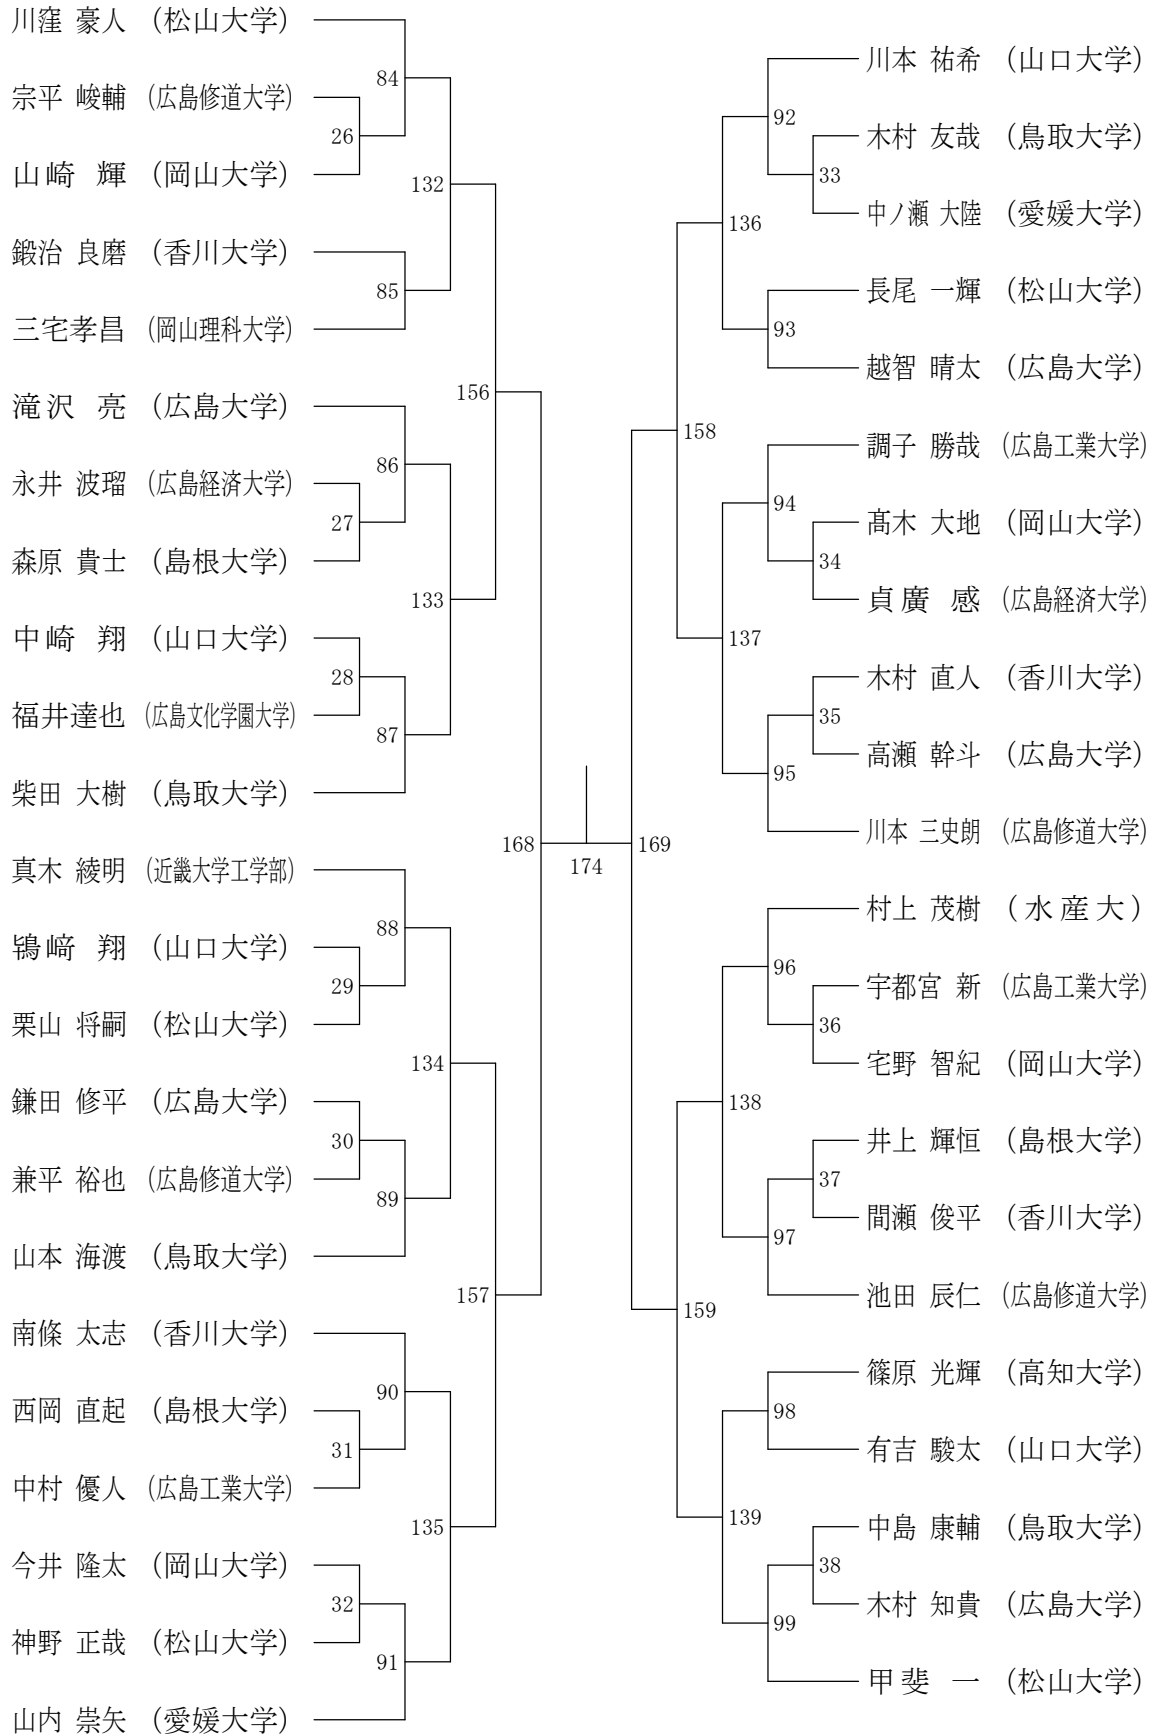 川窪 豪人 (松山大学)
84
宗平 峻輔 (広島修道大学)
26
山崎 輝 (岡山大学)
132
鍛治 良磨 (香川大学)
85
三宅孝昌 (岡山理科大学)
156
滝沢 亮 (広島大学)
86
永井 波瑠 (広島経済大学)
27
森原 貴士 (島根大学)
133
中崎 翔 (山口大学)
28
福井達也 (広島文化学園大学)
87
柴田 大樹 (鳥取大学)
168
真木 綾明 (近畿大学工学部)
88
鴇﨑 翔 (山口大学)
29
栗山 将嗣 (松山大学)
134
鎌田 修平 (広島大学)
30
兼平 裕也 (広島修道大学)
89
山本 海渡 (鳥取大学)
157
南條 太志 (香川大学)
90
西岡 直起 (島根大学)
31
中村 優人 (広島工業大学)
135
今井 隆太 (岡山大学)
32
神野 正哉 (松山大学)
91
山内 崇矢 (愛媛大学)
174
川本 祐希 (山口大学)
92
木村 友哉 (鳥取大学)
33
中ノ瀬 大陸 (愛媛大学)
136
長尾 一輝 (松山大学)
93
越智 晴太 (広島大学)
158
調子 勝哉 (広島工業大学)
94
髙木 大地 (岡山大学)
34
貞廣 感 (広島経済大学)
137
木村 直人 (香川大学)
35
高瀬 幹斗 (広島大学)
95
川本 三史朗 (広島修道大学)
169
村上 茂樹 (水産大)
96
宇都宮 新 (広島工業大学)
36
宅野 智紀 (岡山大学)
138
井上 輝恒 (島根大学)
37
間瀬 俊平 (香川大学)
97
池田 辰仁 (広島修道大学)
159
篠原 光輝 (高知大学)
98
有吉 駿太 (山口大学)
139
中島 康輔 (鳥取大学)
38
木村 知貴 (広島大学)
99
甲斐 一 (松山大学)